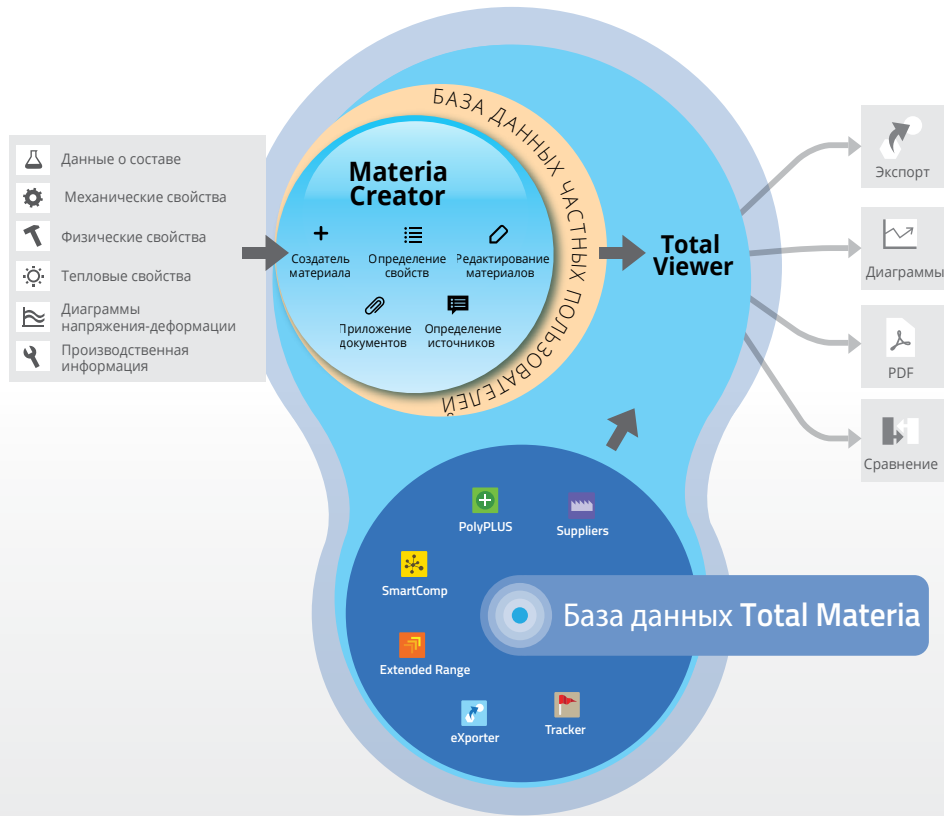 Данные о составе
Механические свойства
Физические свойства
Тепловые свойства
Диаграммы
напряжения-деформации
Производственная
информация
БАЗА ДАННЫХ ЧАСТНЫХ ПОЛЬЗОВАТЕЛЕЙ
Materia
Creator
Создатель
материала
Определение
свойств
Редактирование
материалов
Приложение
документов
Определение
источников
Total
Viewer
Экспорт
Диаграммы
PDF
Сравнение
PolyPLUS
Suppliers
SmartComp
База данных Total Materia
Extended Range
eXporter
Tracker